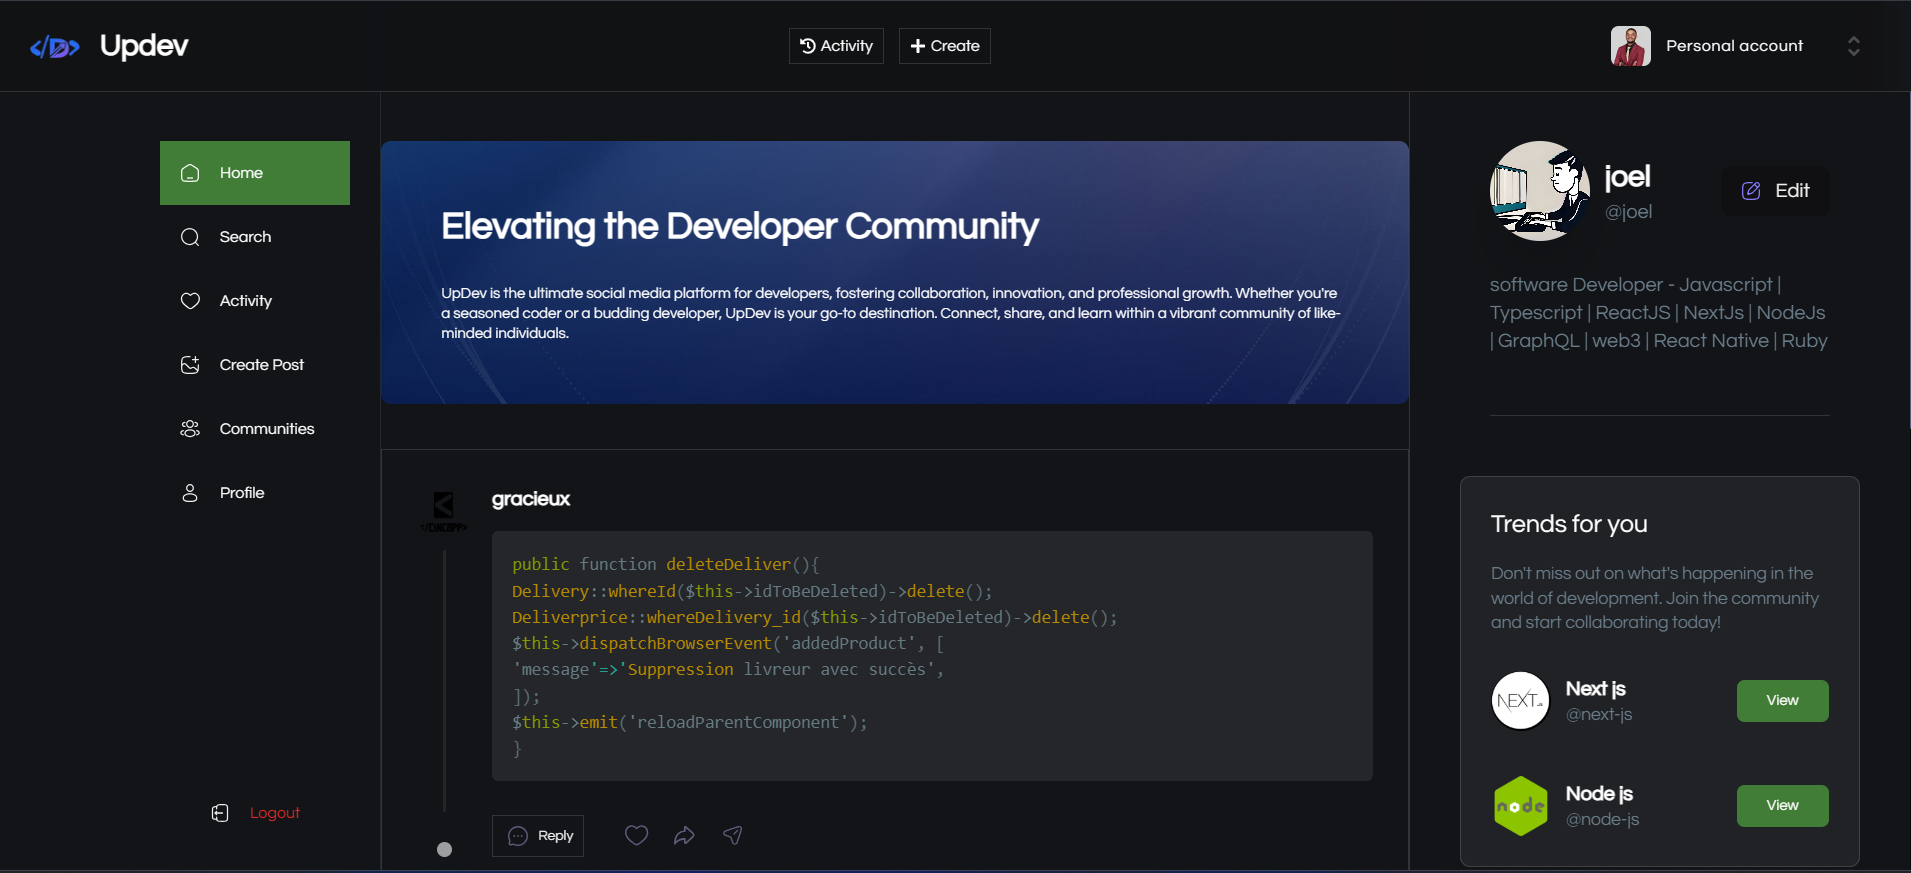 Updev
Activity
Create
Personal account
Home
Search
Activity
Create Post
Communities
Profile
Logout
Elevating the Developer Community
UpDev is the ultimate social media platform for developers, fostering collaboration, innovation, and professional growth. Whether you're
a seasoned coder or a budding developer, UpDev is your go-to destination. Connect, share, and learn within a vibrant community of like-
minded individuals.
gracieux
public function deleteDeliver(){
Delivery::whereId($this->idToBeDeleted)->delete();
Deliverprice::whereDelivery_id($this->idToBeDeleted)->delete();
$this->dispatchBrowserEvent('addedProduct', [
'message'=>'Suppression livreur avec succès',
]);
$this->emit('reloadParentComponent');
}
Reply
joel
@joel
Edit
software Developer - Javascript |
Typescript | ReactJS | NextJs | NodeJs
| GraphQL | web3 | React Native | Ruby
Trends for you
Don't miss out on what's happening in the
world of development. Join the community
and start collaborating today!
NEXT
Next js
@next-js
View
node
Node js
@node-js
View